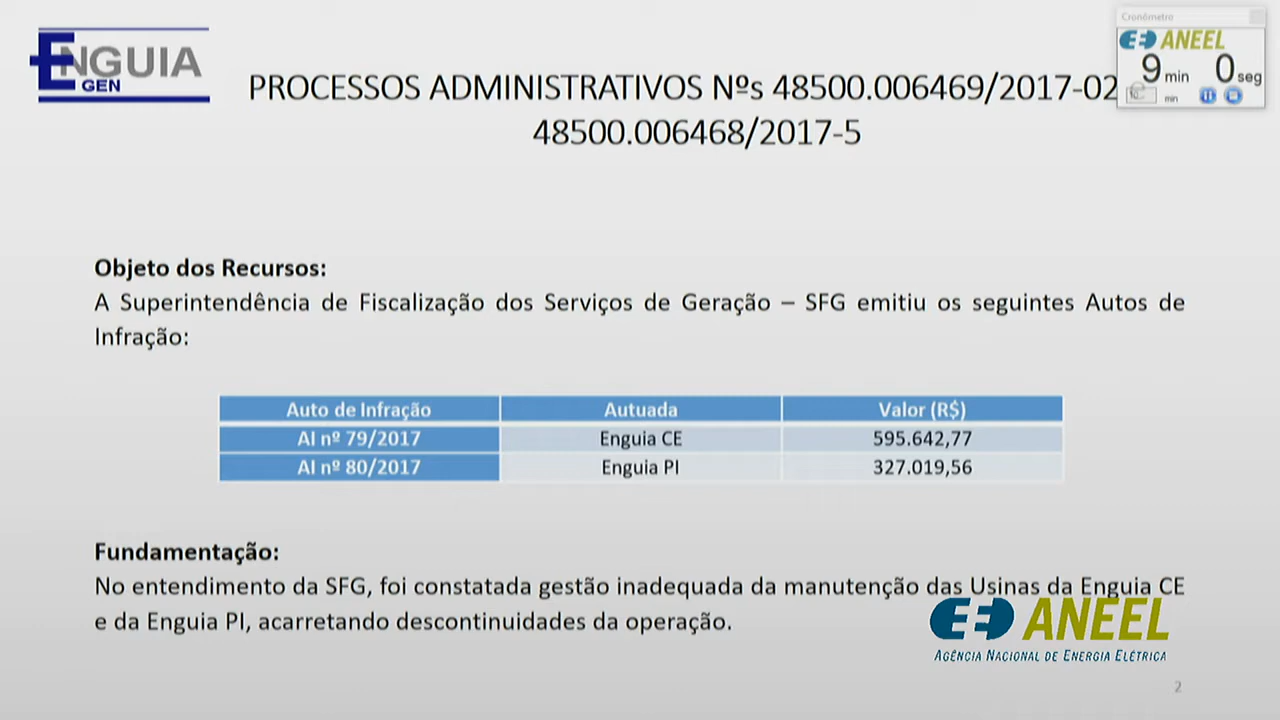 ENGUIA
GEN
Cronômetro
ANEEL
9 min 0 seg
min
PROCESSOS ADMINISTRATIVOS Nºs 48500.006469/2017-02
48500.006468/2017-5
Objeto dos Recursos:
A Superintendência de Fiscalização dos Serviços de Geração – SFG emitiu os seguintes Autos de
Infração:
Auto de Infração Autuada Valor (R$)
AI nº 79/2017 Enguia CE 595.642,77
AI nº 80/2017 Enguia PI 327.019,56
Fundamentação:
No entendimento da SFG, foi constatada gestão inadequada da manutenção das Usinas da Enguia CE
e da Enguia PI, acarretando descontinuidades da operação.
ANEEL
AGÊNCIA NACIONAL DE ENERGIA ELÉTRICA
2